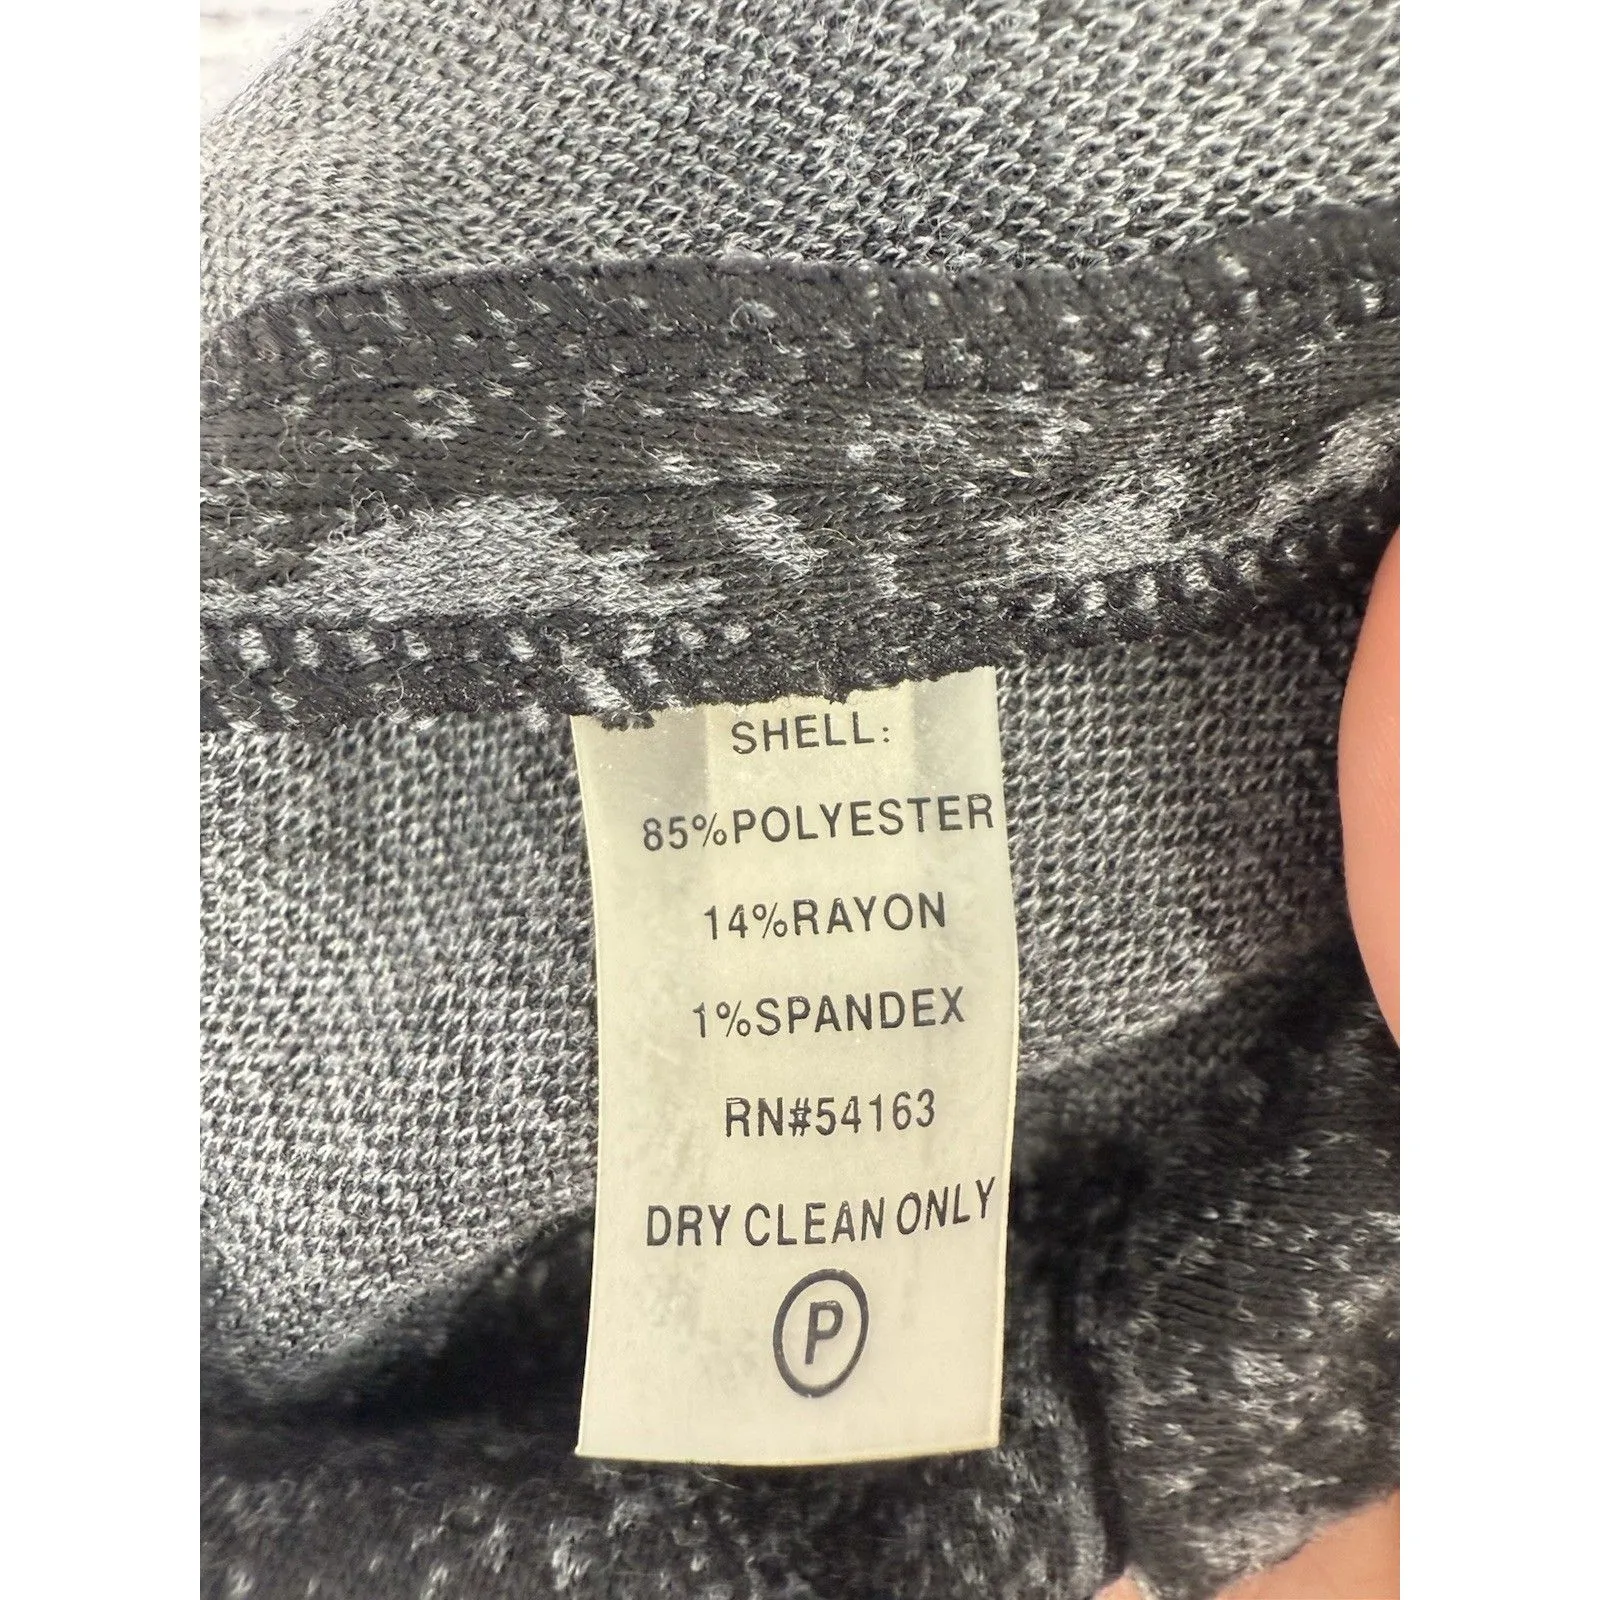 SHELL:
85%POLYESTER
14%RAYON
1%SPANDEX
RN#54163
DRY CLEAN ONLY
P